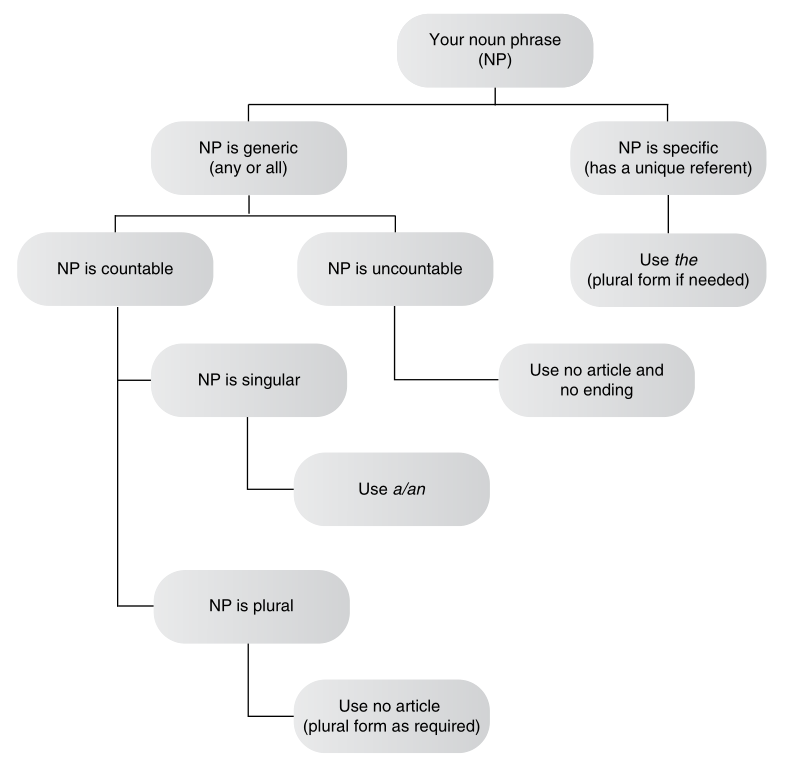 Your noun phrase
(NP)
NP is generic
(any or all)
NP is specific
(has a unique referent)
NP is countable
NP is uncountable
Use the
(plural form if needed)
NP is singular
Use no article and
no ending
Use a/an
NP is plural
Use no article
(plural form as required)